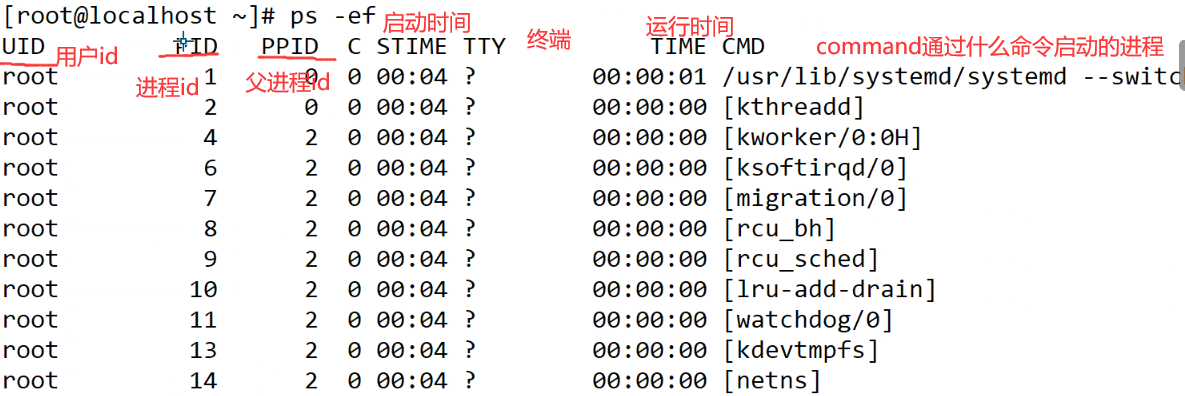 [root@localhost ~]# ps -ef 启动时间 运行时间
UID 用户id PID PPID C STIME TTY 终端 TIME CMD command通过什么命令启动的进程
root 1 0 0 00:04 ? 00:00:01 /usr/lib/systemd/systemd --switc
进程id 父进程id
root 2 0 0 00:04 ? 00:00:00 [kthreadd]
root 4 2 0 00:04 ? 00:00:00 [kworker/0:0H]
root 6 2 0 00:04 ? 00:00:00 [ksoftirqd/0]
root 7 2 0 00:04 ? 00:00:00 [migration/0]
root 8 2 0 00:04 ? 00:00:00 [rcu_bh]
root 9 2 0 00:04 ? 00:00:00 [rcu_sched]
root 10 2 0 00:04 ? 00:00:00 [lru-add-drain]
root 11 2 0 00:04 ? 00:00:00 [watchdog/0]
root 13 2 0 00:04 ? 00:00:00 [kdevtmpfs]
root 14 2 0 00:04 ? 00:00:00 [netns]